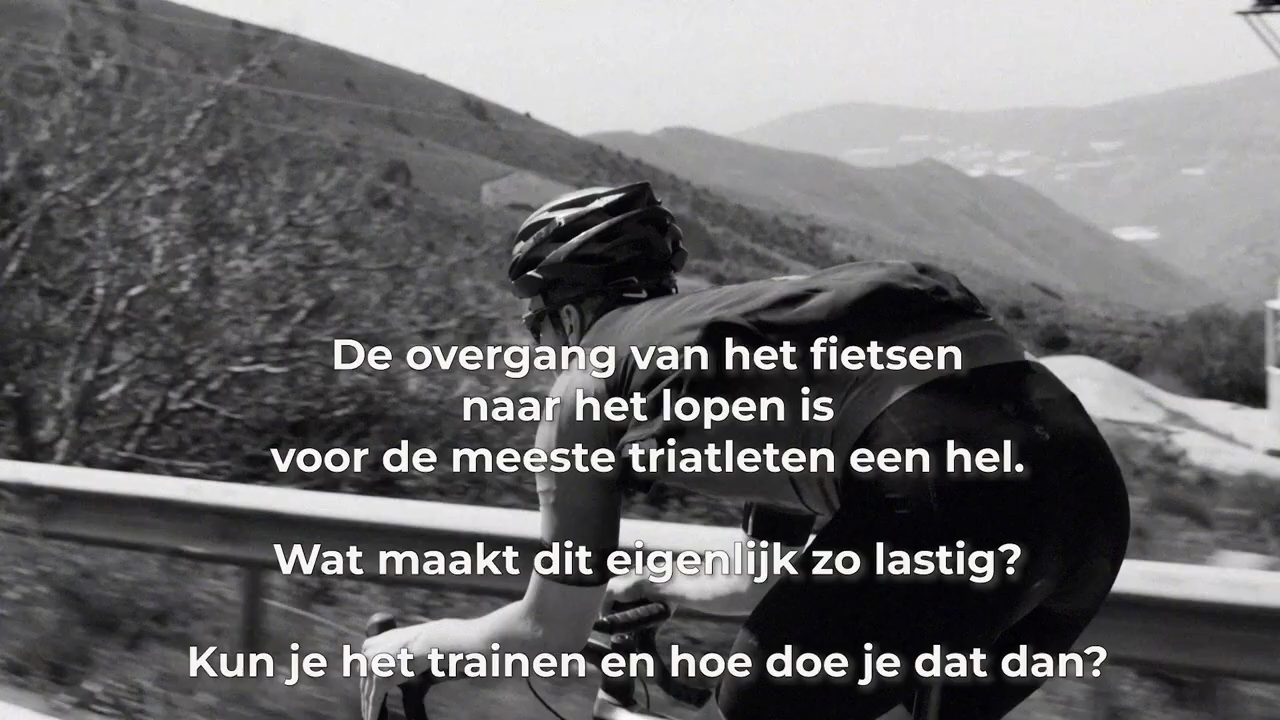 De overgang van het fietsen
naar het lopen is
voor de meeste triatleten een hel.
Wat maakt dit eigenlijk zo lastig?
Kun je het trainen en hoe doe je dat dan?